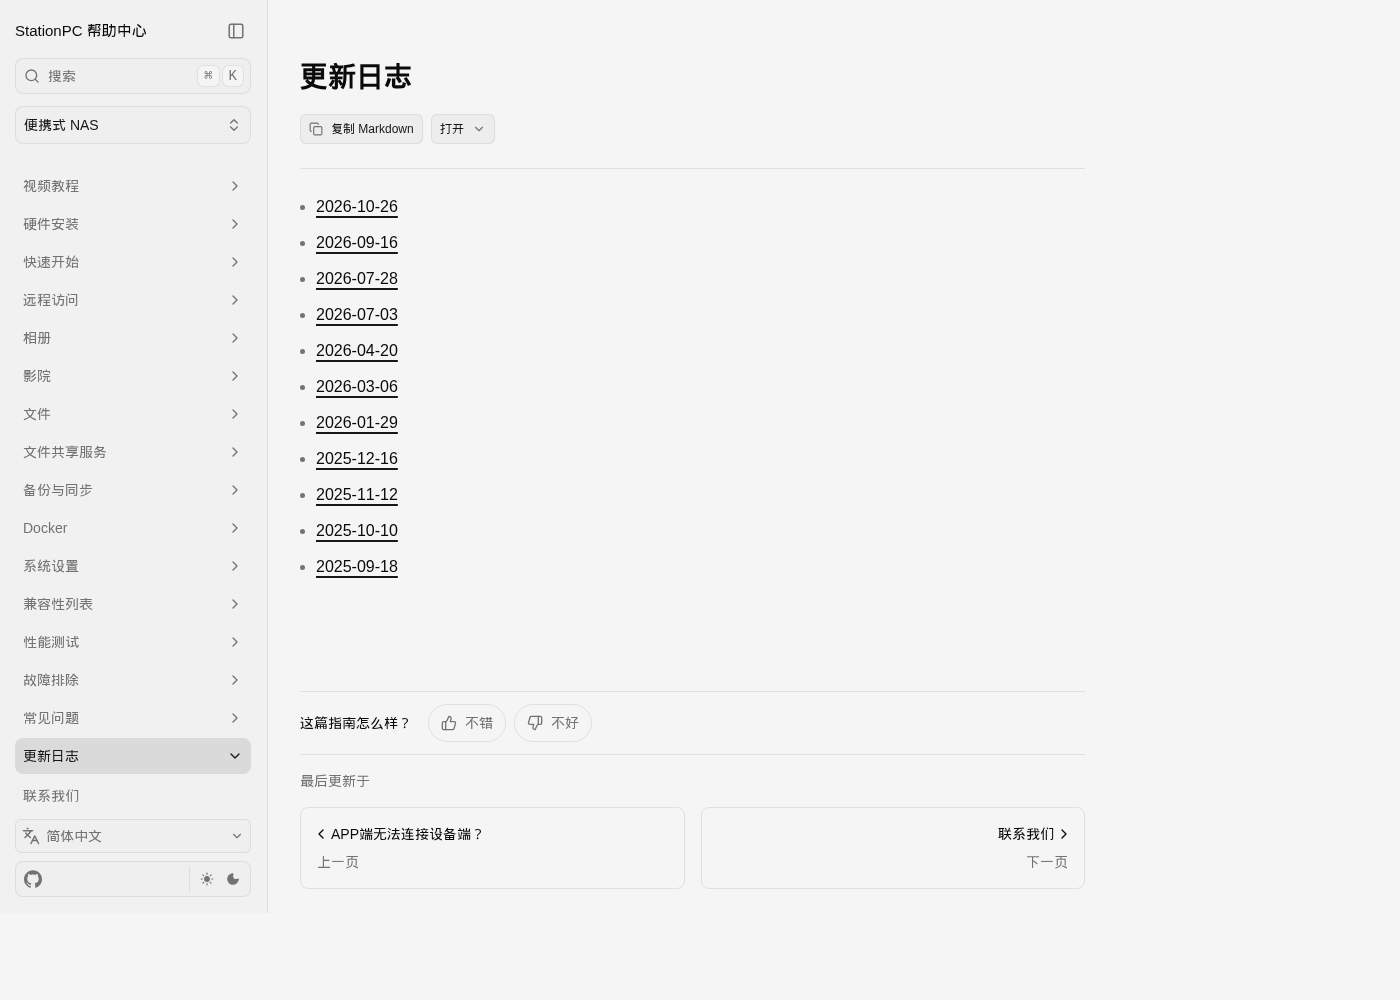 StationPC 帮助中心
搜索 ⌘ K
便携式 NAS
视频教程
硬件安装
快速开始
远程访问
相册
影院
文件
文件共享服务
备份与同步
Docker
系统设置
兼容性列表
性能测试
故障排除
常见问题
更新日志
联系我们
简体中文
更新日志
复制 Markdown 打开
2026-10-26
2026-09-16
2026-07-28
2026-07-03
2026-04-20
2026-03-06
2026-01-29
2025-12-16
2025-11-12
2025-10-10
2025-09-18
这篇指南怎么样？ 不错 不好
最后更新于
APP端无法连接设备端？
上一页
联系我们
下一页